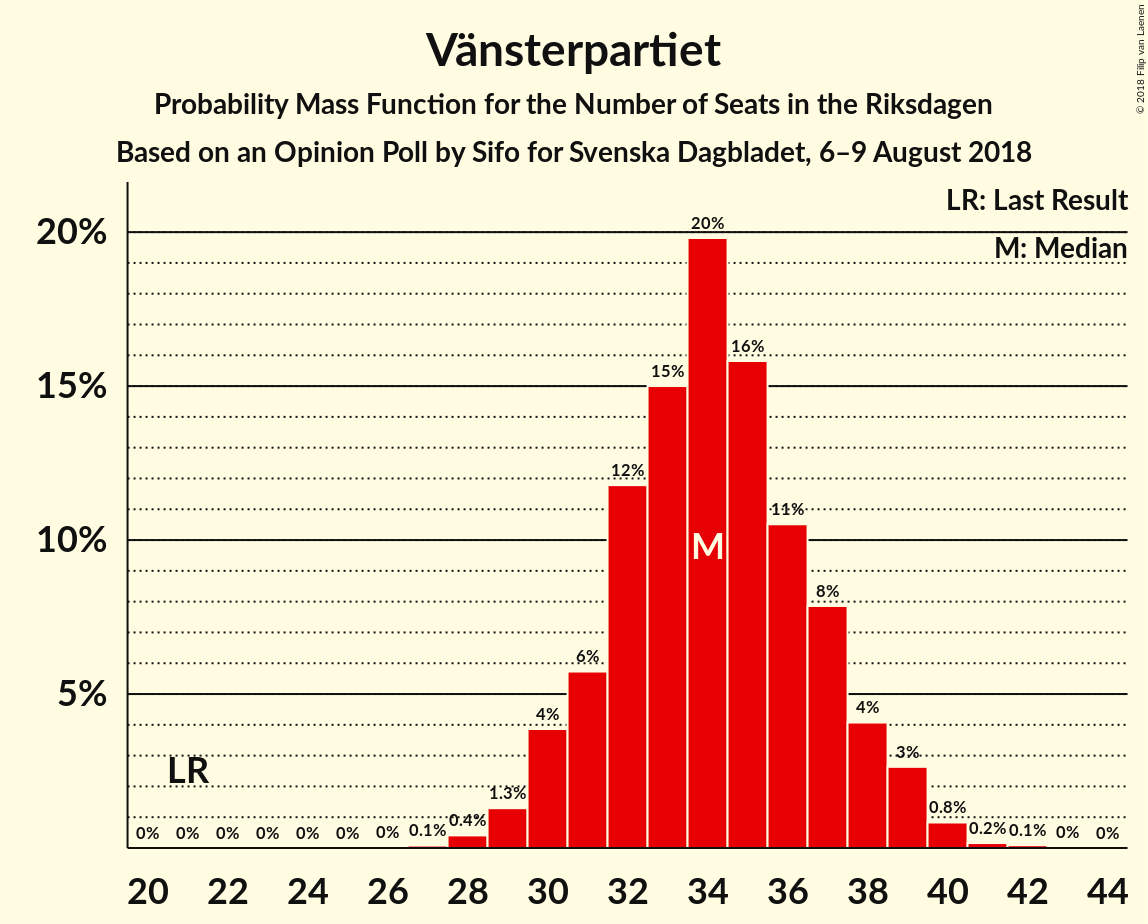 Vänsterpartiet
Probability Mass Function for the Number of Seats in the Riksdagen
Based on an Opinion Poll by Sifo for Svenska Dagbladet, 6–9 August 2018
© 2018 Filip van Laenen
LR: Last Result
M: Median
20%
15%
10%
5%
0% 0% 0% 0% 0% 0% 0% 0.1% 0.4% 1.3% 4% 6% 12% 15% 20% 16% 11% 8% 4% 3% 0.8% 0.2% 0.1% 0% 0%
M
LR
20 22 24 26 28 30 32 34 36 38 40 42 44